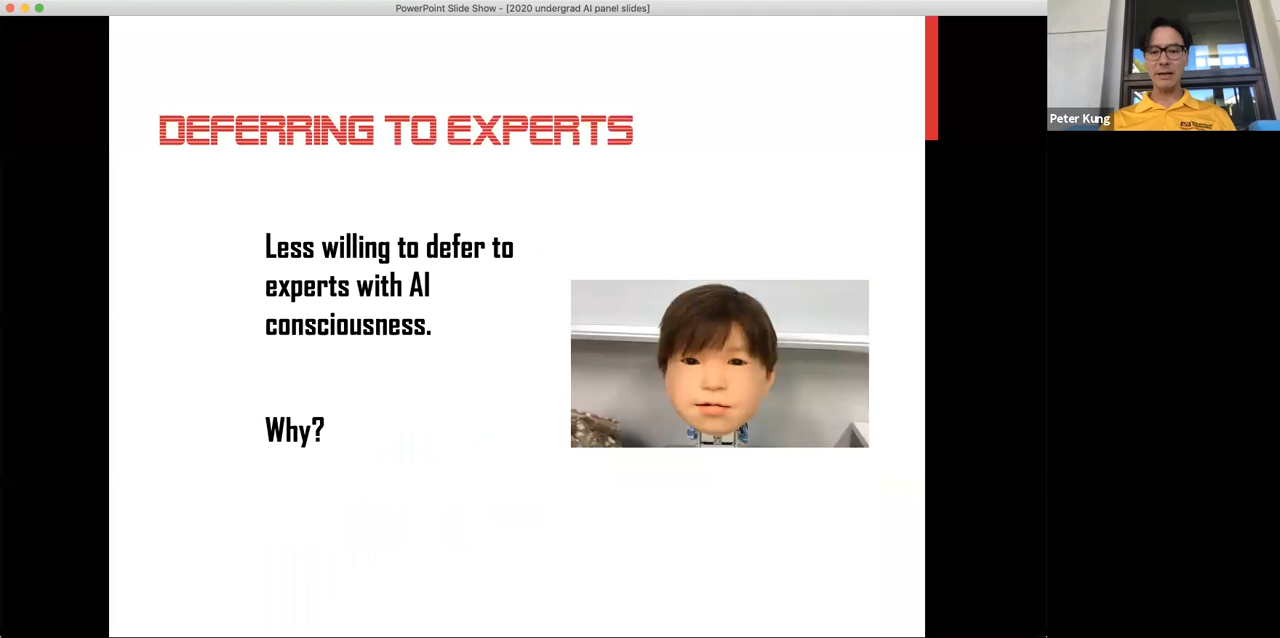 PowerPoint Slide Show - [2020 undergrad AI panel slides]
DEFERRING TO EXPERTS
Less willing to defer to
experts with AI
consciousness.
Why?
Peter Kung